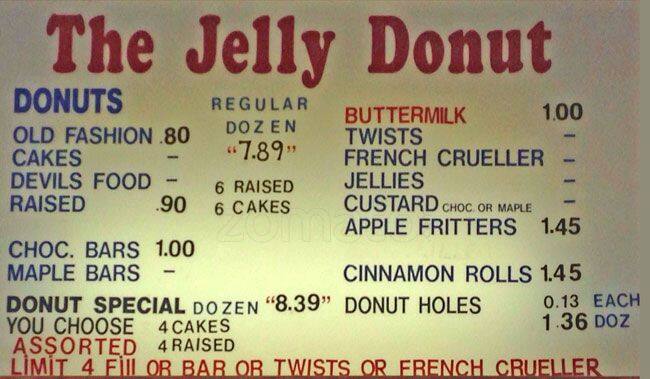 The Jelly Donut
DONUTS
OLD FASHION .80
CAKES –
DEVILS FOOD –
RAISED .90
CHOC. BARS 1.00
MAPLE BARS –
REGULAR
DOZEN
"7.89"
6 RAISED
6 CAKES
BUTTERMILK 1.00
TWISTS –
FRENCH CRUELLER –
JELLIES –
CUSTARD CHOC. OR MAPLE –
APPLE FRITTERS 1.45
CINNAMON ROLLS 1.45
DONUT HOLES 0.13 EACH
1.36 DOZ
DONUT SPECIAL DOZEN "8.39"
YOU CHOOSE 4 CAKES
ASSORTED 4 RAISED
LIMIT 4 Fill OR BAR OR TWISTS OR FRENCH CRUELLER
zomato